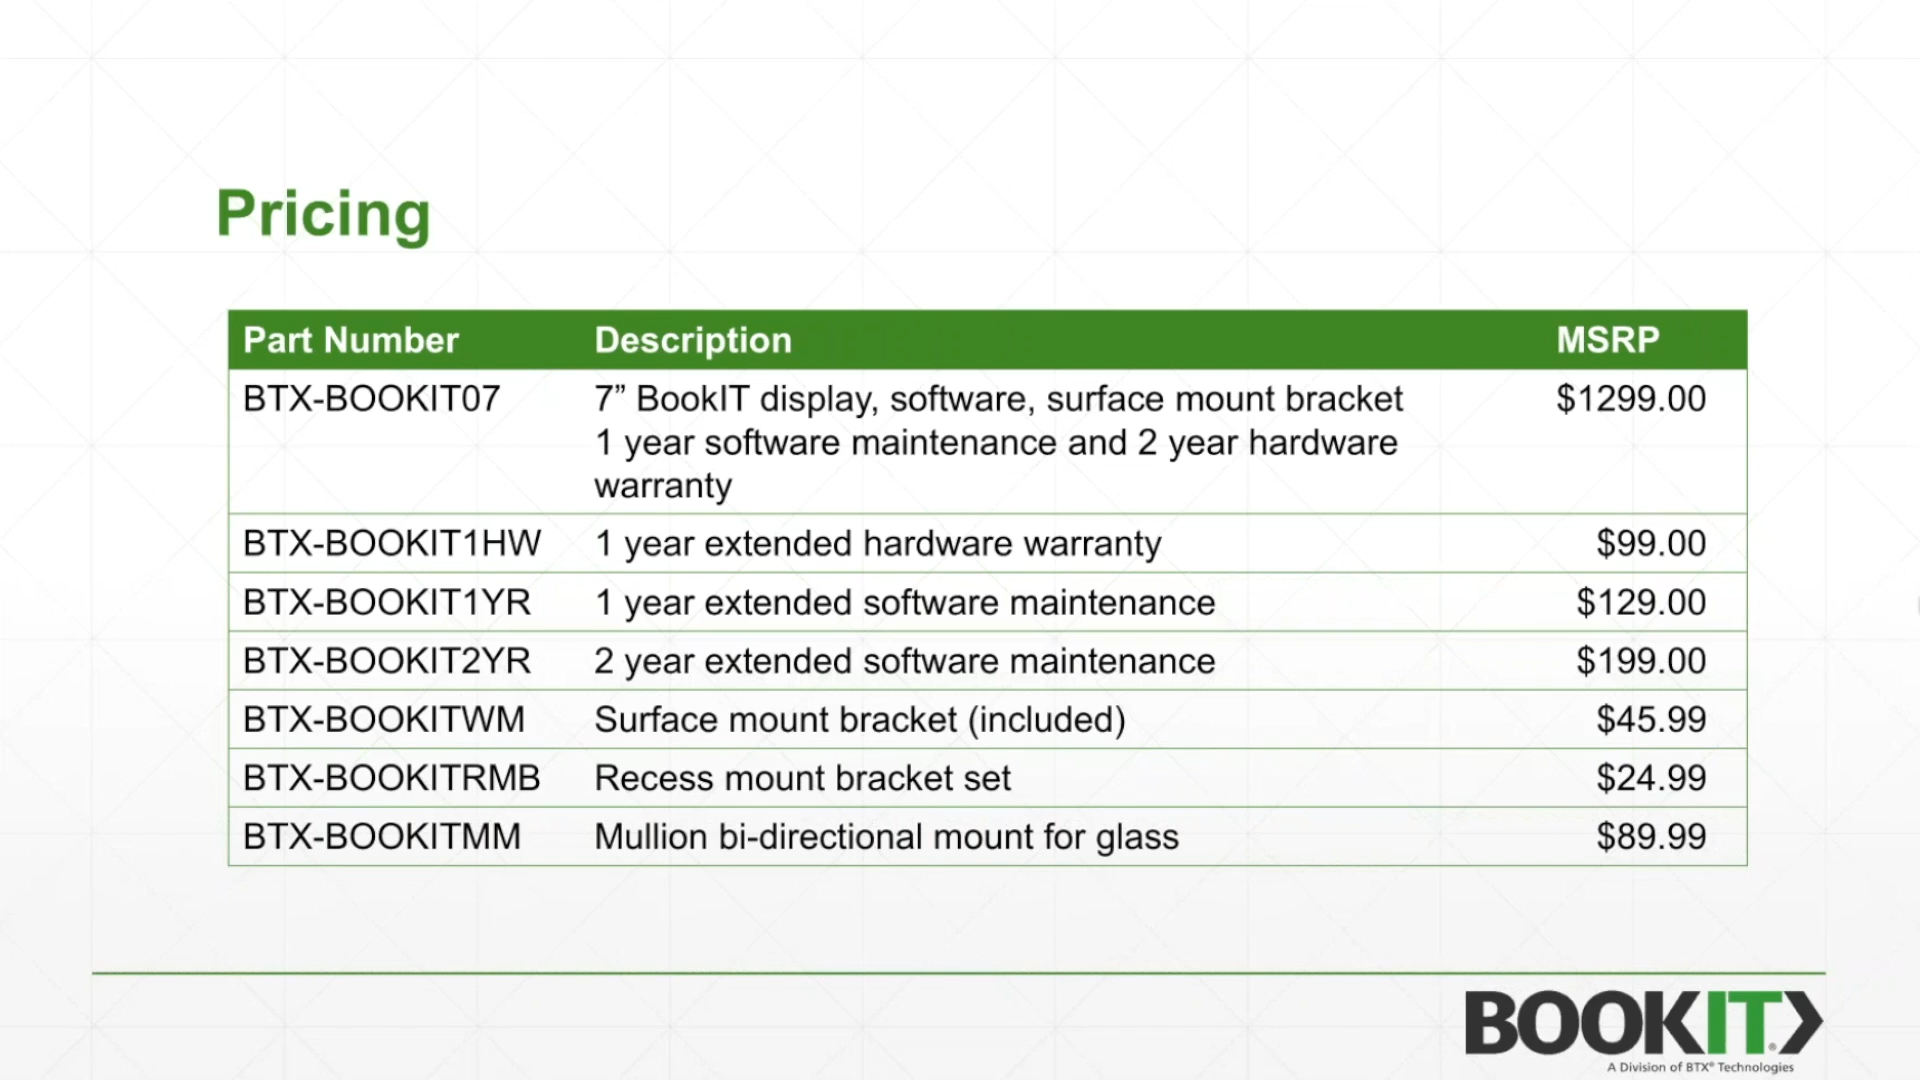 Pricing
Part Number Description MSRP
BTX-BOOKIT07 7” BookIT display, software, surface mount bracket $1299.00
1 year software maintenance and 2 year hardware
warranty
BTX-BOOKIT1HW 1 year extended hardware warranty $99.00
BTX-BOOKIT1YR 1 year extended software maintenance $129.00
BTX-BOOKIT2YR 2 year extended software maintenance $199.00
BTX-BOOKITWM Surface mount bracket (included) $45.99
BTX-BOOKITRMB Recess mount bracket set $24.99
BTX-BOOKITMM Mullion bi-directional mount for glass $89.99
BOOKIT®
A Division of BTX® Technologies